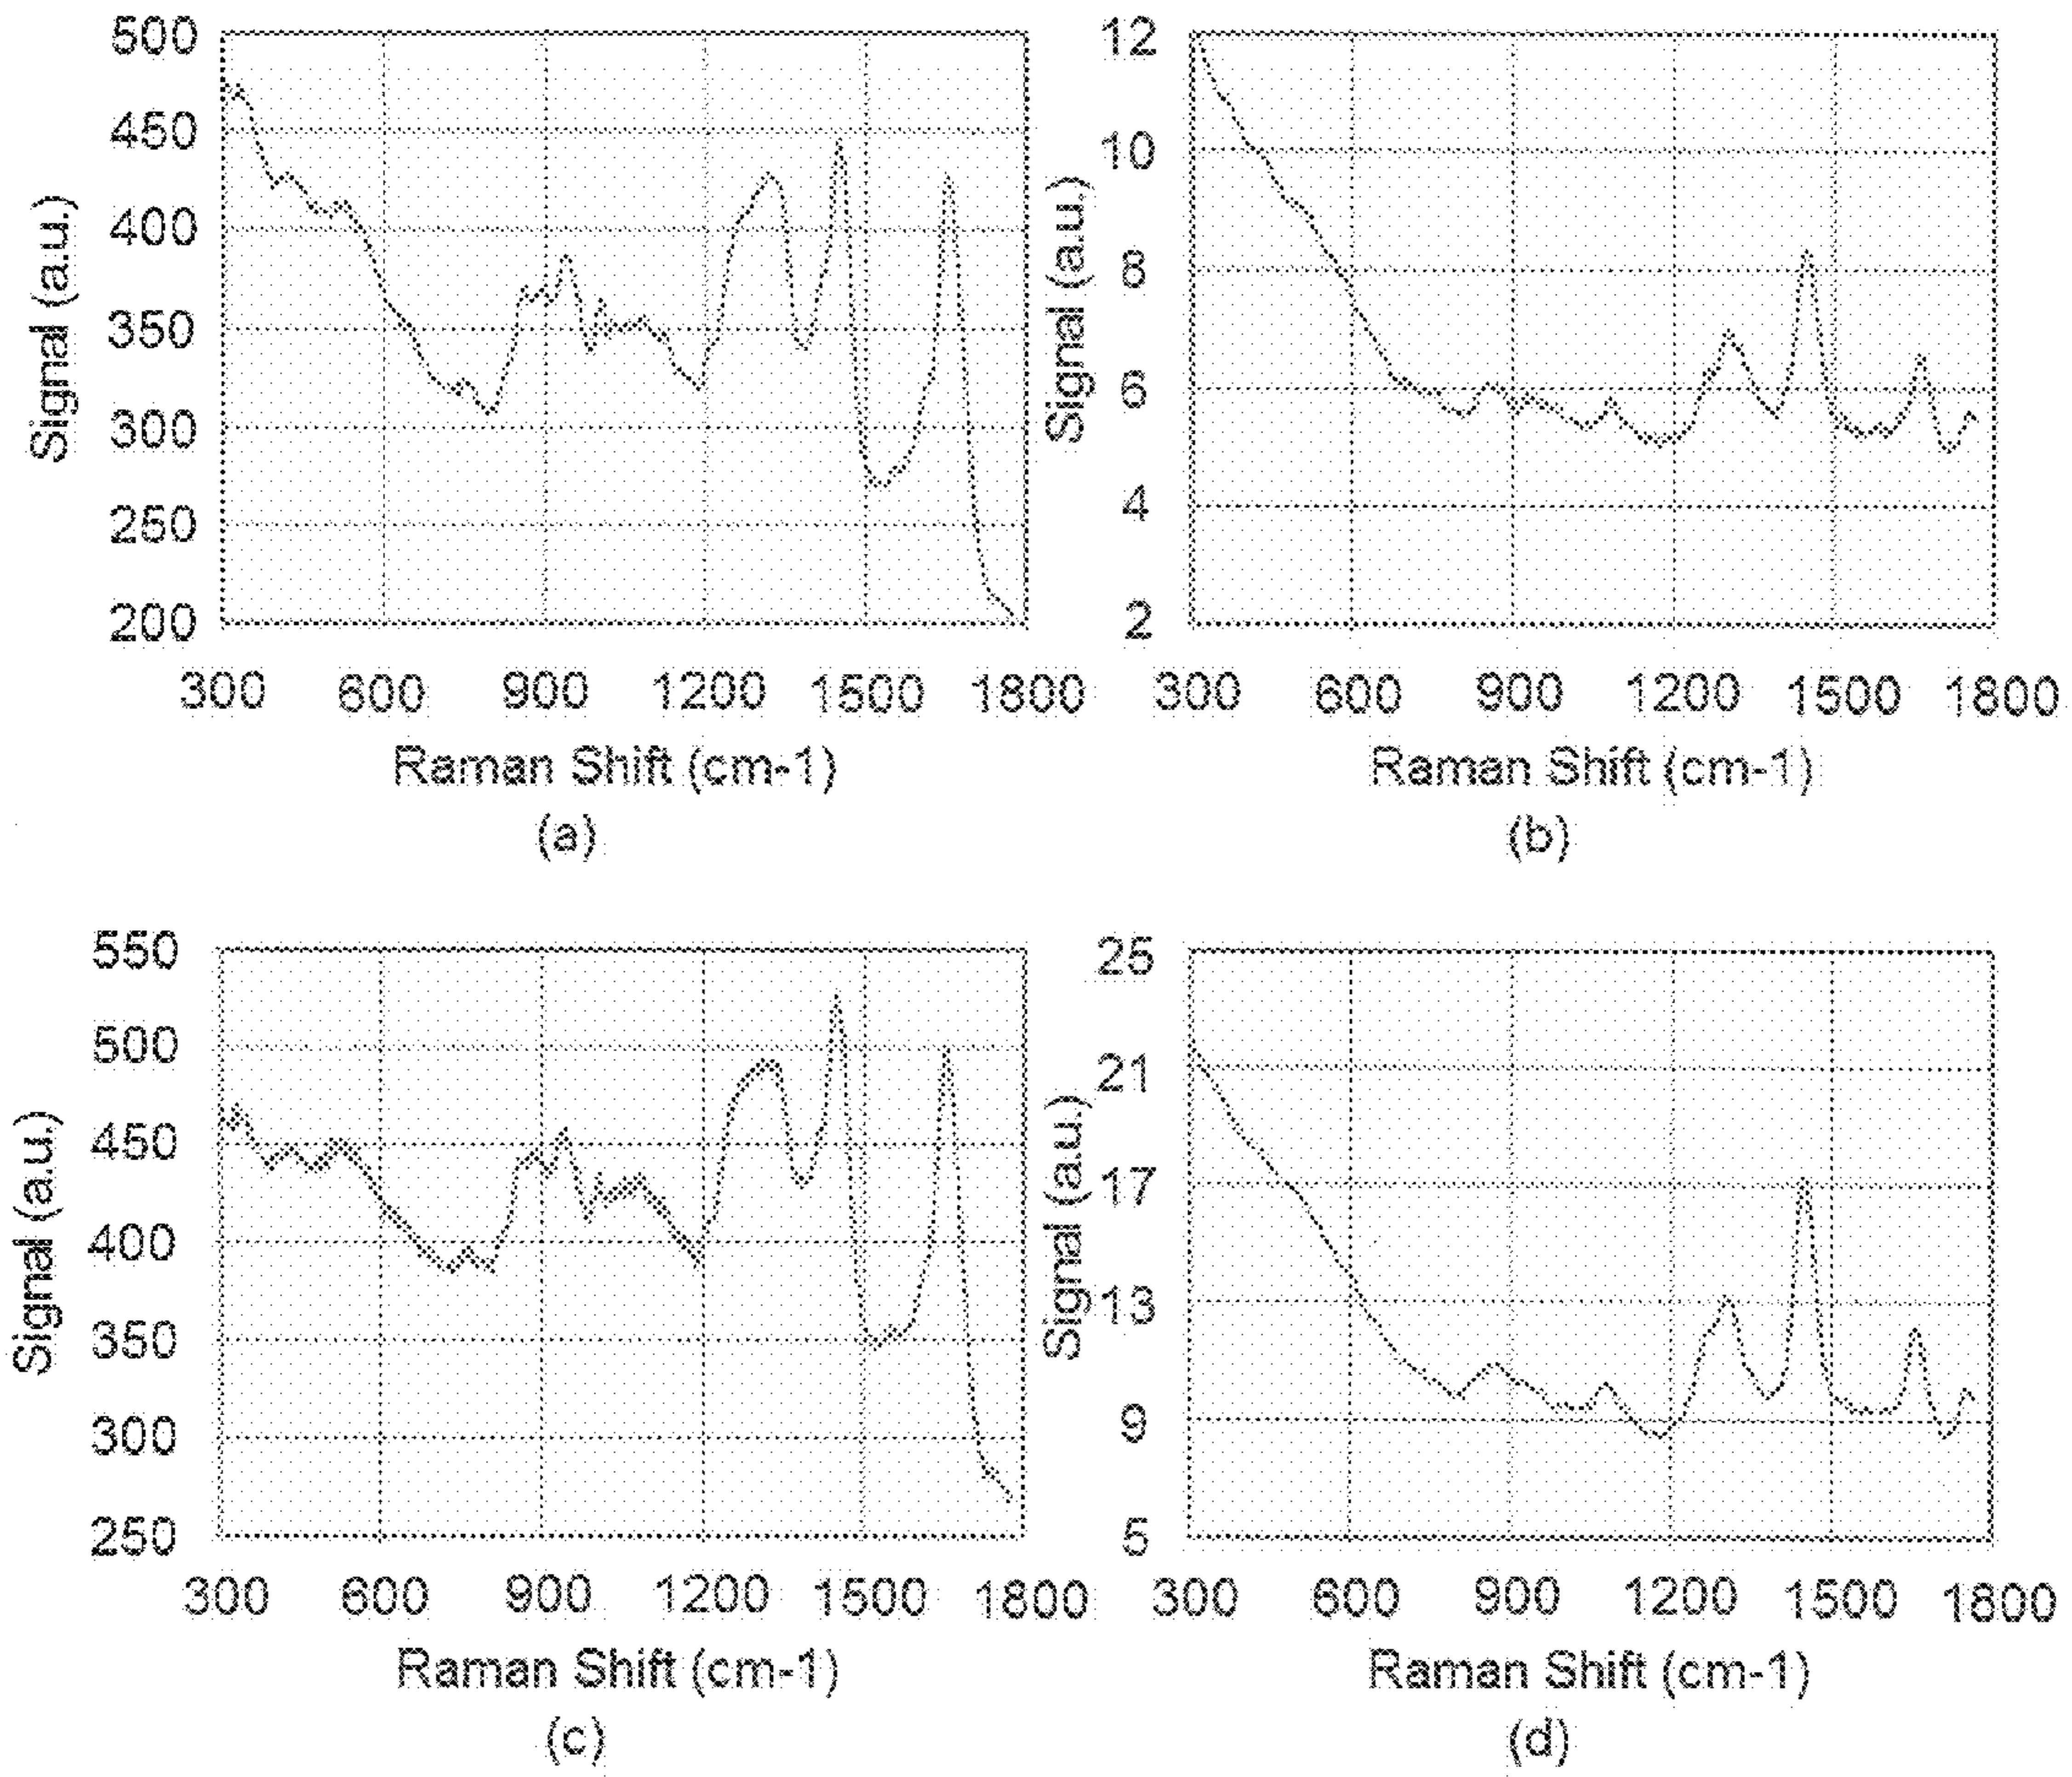 500
450
400
350
300
250
200
Signal (a.u.)
300 600 900 1200 1500 1800
Raman Shift (cm-1)
(a)
12
10
8
6
4
2
Signal (a.u.)
300 600 900 1200 1500 1800
Raman Shift (cm-1)
(b)
550
500
450
400
350
300
250
Signal (a.u.)
300 600 900 1200 1500 1800
Raman Shift (cm-1)
(c)
25
21
17
13
9
5
Signal (a.u.)
300 600 900 1200 1500 1800
Raman Shift (cm-1)
(d)